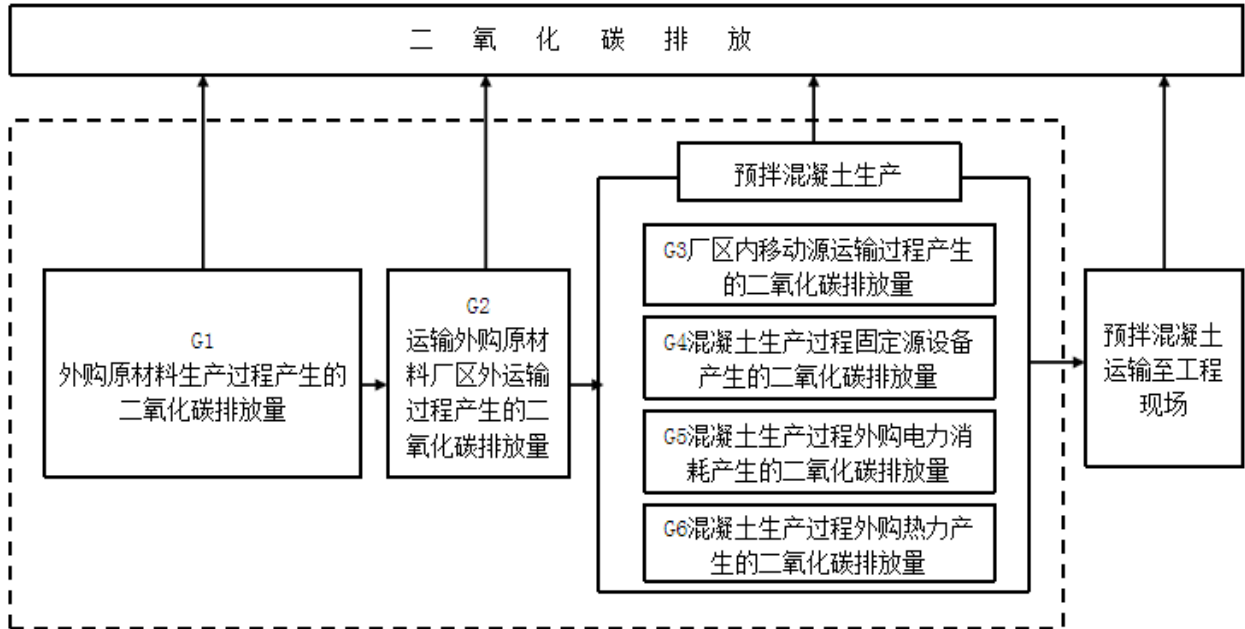 二氧化碳排放
预拌混凝土生产
G1
外购原材料生产过程产生的
二氧化碳排放量
G2
运输外购原材
料厂区外运输
过程产生的二
氧化碳排放量
G3厂区内移动源运输过程产生
的二氧化碳排放量
G4混凝土生产过程固定源设备
产生的二氧化碳排放量
G5混凝土生产过程外购电力消
耗产生的二氧化碳排放量
G6混凝土生产过程外购热力产
生的二氧化碳排放量
预拌混凝土
运输至工程
现场